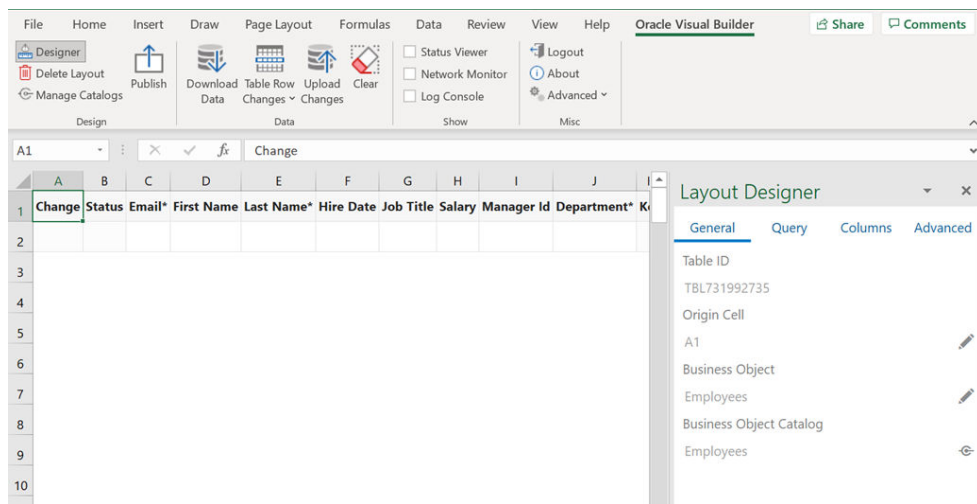 File Home Insert Draw Page Layout Formulas Data Review View Help Oracle Visual Builder Share Comments
Designer
Delete Layout
Manage Catalogs
Publish
Design
Download Data
Table Row Changes
Upload Changes
Clear
Data
Status Viewer
Network Monitor
Log Console
Show
Logout
About
Advanced
Misc
A1 fx Change
A B C D E F G H I J
1 Change Status Email* First Name Last Name* Hire Date Job Title Salary Manager Id Department*
2
3
4
5
6
7
8
9
10
Layout Designer
General Query Columns Advanced
Table ID
TBL731992735
Origin Cell
A1
Business Object
Employees
Business Object Catalog
Employees